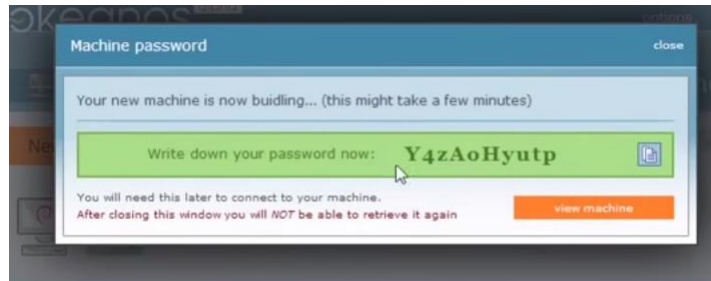 okeanos
options
Machine password
close
Your new machine is now buidling... (this might take a few minutes)
Write down your password now: Y4zAoHyutp
You will need this later to connect to your machine.
After closing this window you will NOT be able to retrieve it again
view machine
Ne